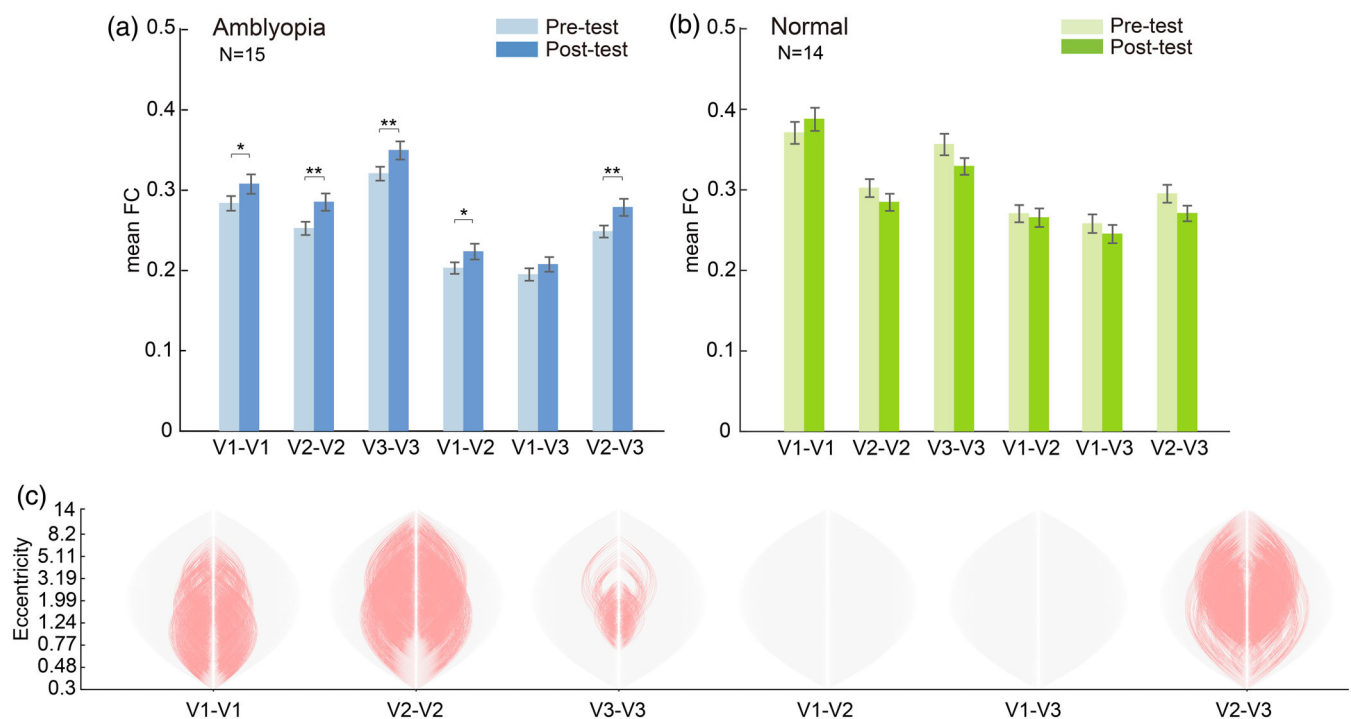 (a) Amblyopia
N=15
Pre-test
Post-test
0.5
0.4
0.3
0.2
0.1
0
mean FC
*
**
**
*
**
V1-V1 V2-V2 V3-V3 V1-V2 V1-V3 V2-V3
(b) Normal
N=14
Pre-test
Post-test
0.5
0.4
0.3
0.2
0.1
0
mean FC
V1-V1 V2-V2 V3-V3 V1-V2 V1-V3 V2-V3
(c)
Eccentricity
14
8.2
5.11
3.19
1.99
1.24
0.77
0.48
0.3
V1-V1 V2-V2 V3-V3 V1-V2 V1-V3 V2-V3